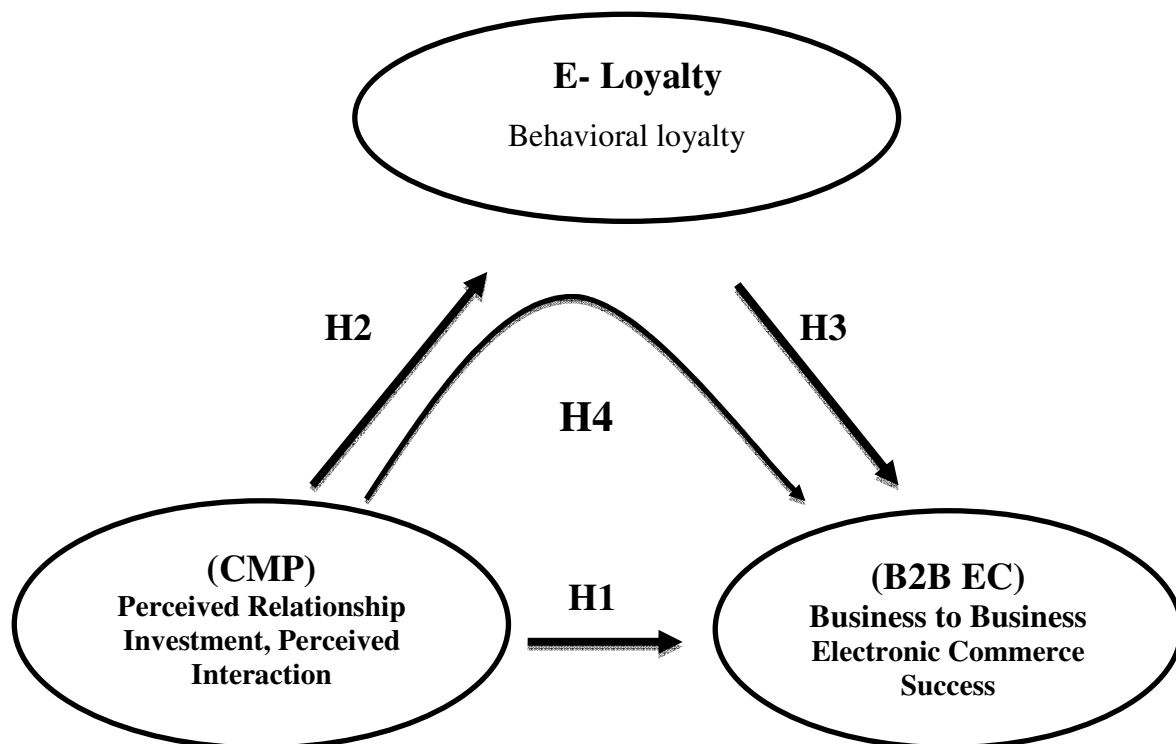 E- Loyalty
Behavioral loyalty
H2
H3
H4
(CMP)
Perceived Relationship
Investment, Perceived
Interaction
H1
(B2B EC)
Business to Business
Electronic Commerce
Success